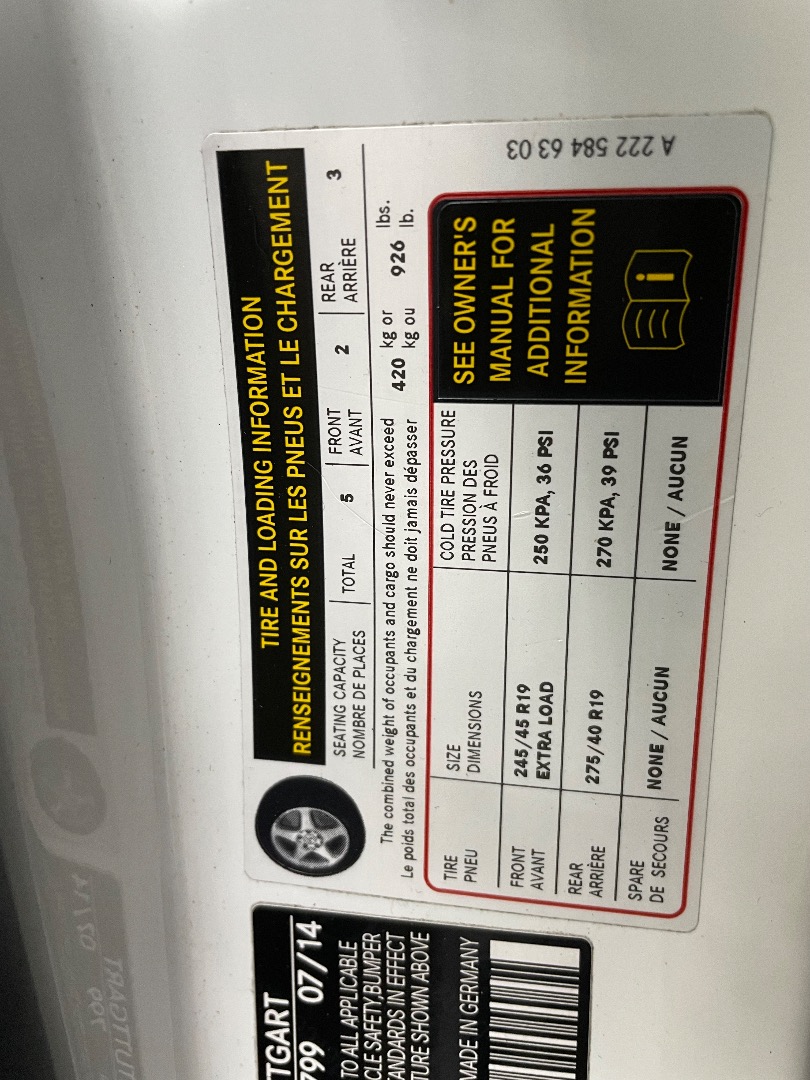 TIRE AND LOADING INFORMATION
RENSEIGNEMENTS SUR LES PNEUS ET LE CHARGEMENT
SEATING CAPACITY
NOMBRE DE PLACES
TOTAL 5
FRONT
AVANT
2
REAR
ARRIÈRE
3
The combined weight of occupants and cargo should never exceed 420 kg or 926 lbs.
Le poids total des occupants et du chargement ne doit jamais dépasser kg ou lb.
TIRE
PNEU
SIZE
DIMENSIONS
COLD TIRE PRESSURE
PRESSION DES
PNEUS À FROID
FRONT
AVANT
245/45 R19
EXTRA LOAD
250 KPA, 36 PSI
REAR
ARRIÈRE
275/40 R19
270 KPA, 39 PSI
SPARE
DE SECOURS
NONE / AUCUN
NONE / AUCUN
SEE OWNER'S
MANUAL FOR
ADDITIONAL
INFORMATION
i
A 222 584 63 03
TGART
799 07/14
TO ALL APPLICABLE
CLE SAFETY, BUMPER
ANDARDS IN EFFECT
TURE SHOWN ABOVE
MADE IN GERMANY